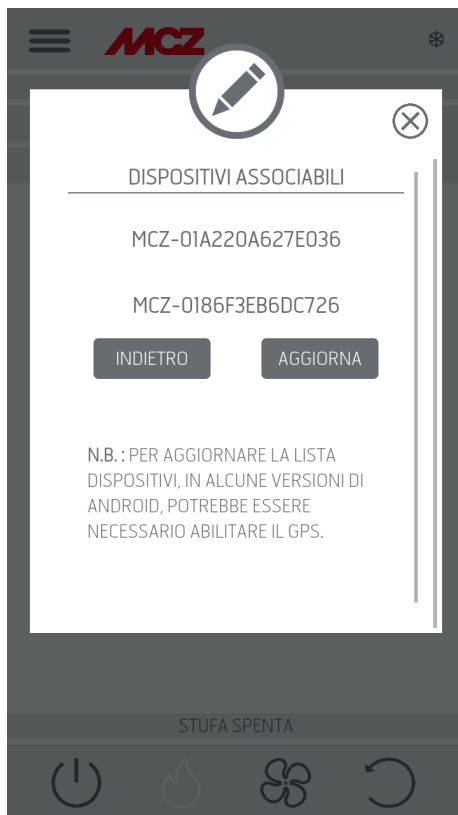 MCZ
DISPOSITIVI ASSOCIABILI
MCZ-01A220A627E036
MCZ-0186F3EB6DC726
INDIETRO
AGGIORNA
N.B. : PER AGGIORNARE LA LISTA
DISPOSITIVI, IN ALCUNE VERSIONI DI
ANDROID, POTREBBE ESSERE
NECESSARIO ABILITARE IL GPS.
STUFA SPENTA